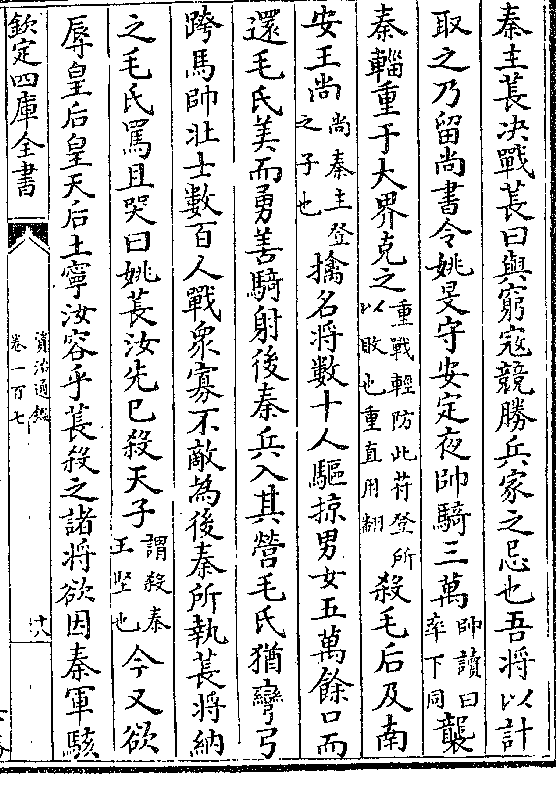 秦主萇決戰萇曰與窮寇競勝兵家之忌也吾將以計
取之乃留尚書令姚旻守安定夜帥騎三萬帥讀曰率下同襲
秦輜重于大界克之重戰輕防此苻登所以敗也重直用翻殺毛后及南
安王尚尚秦主登之子也擒名將數十人驅掠男女五萬餘口而
還毛氏美而勇善騎射後秦兵入其營毛氏猶彎弓
跨馬帥壯士數百人戰衆寡不敵為後秦所執萇將納
之毛氏罵且哭曰姚萇汝先已殺天子謂殺秦王堅也今又欲
辱皇后皇天后土寧汝容乎萇殺之諸將欲因秦軍駭
欽定四庫全書
資治通鑑
卷一百七
十八